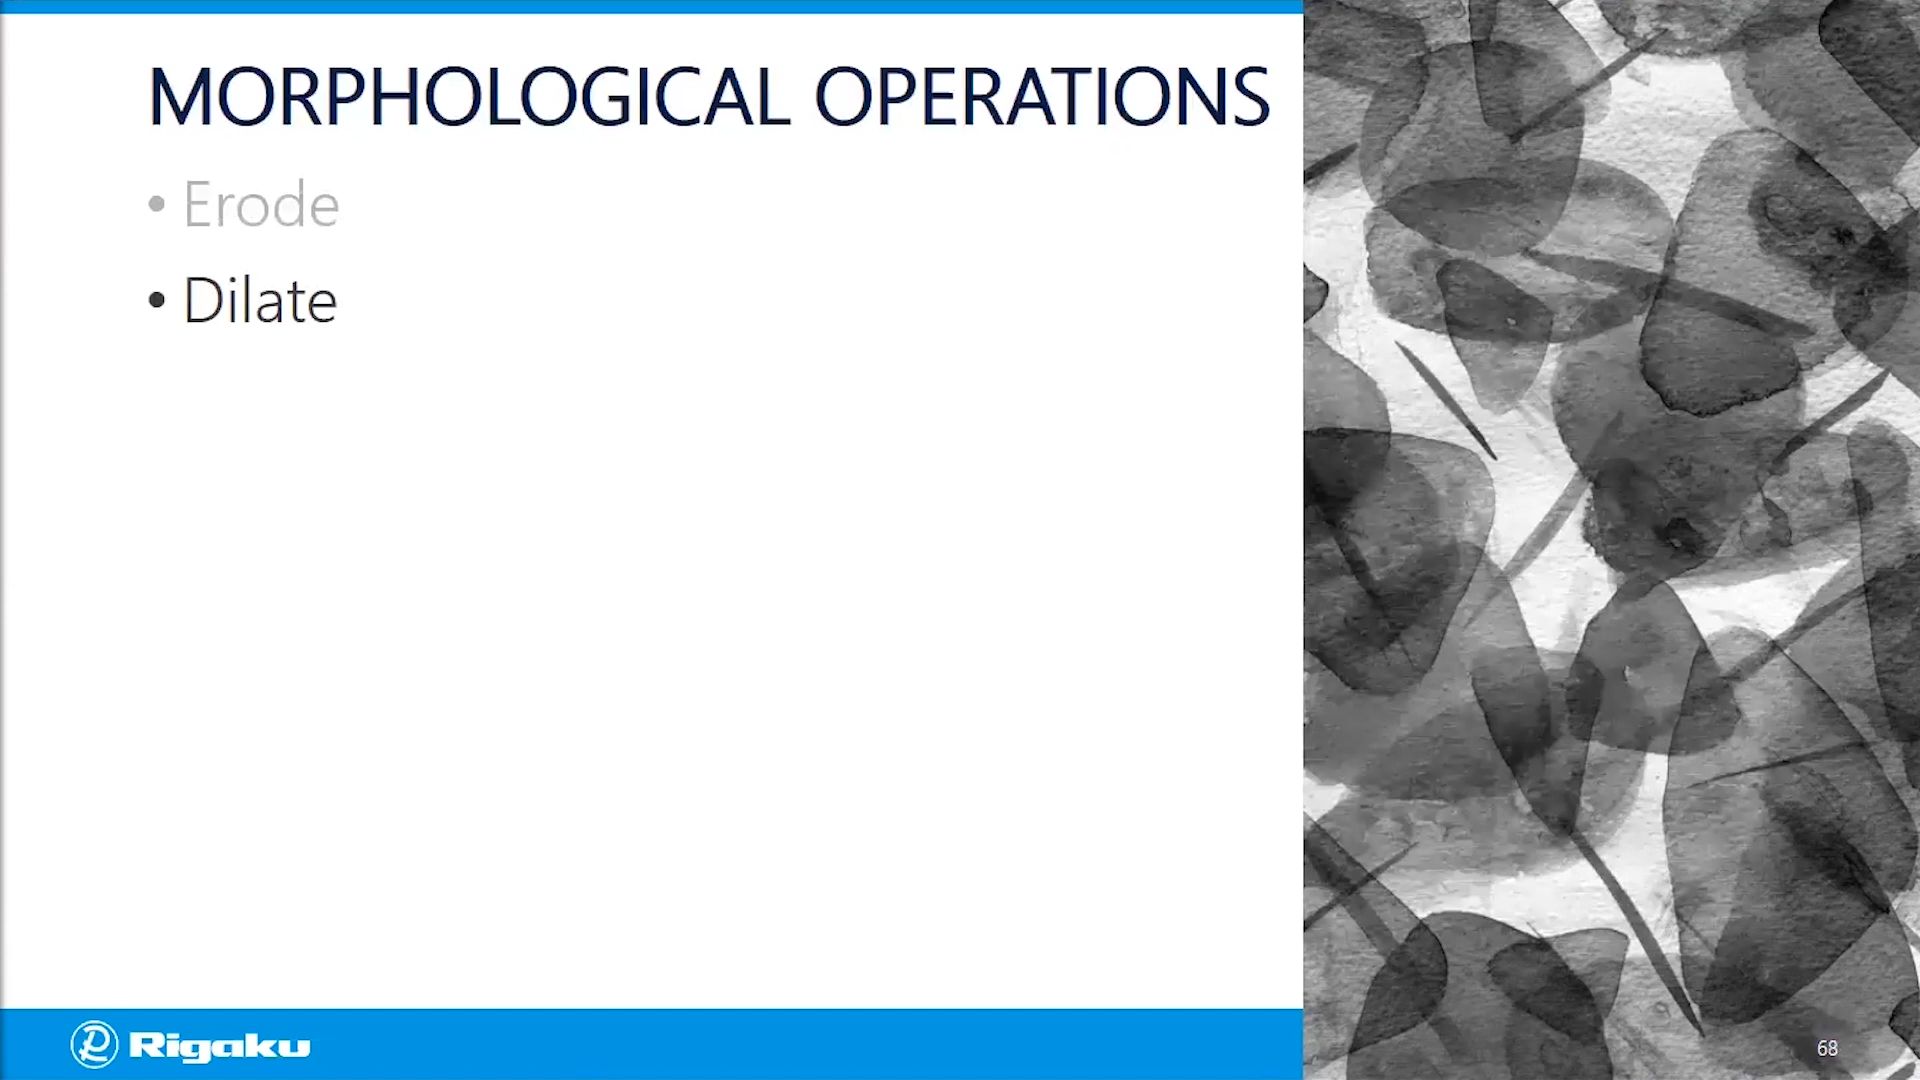 MORPHOLOGICAL OPERATIONS
• Erode
• Dilate
Rigaku
68